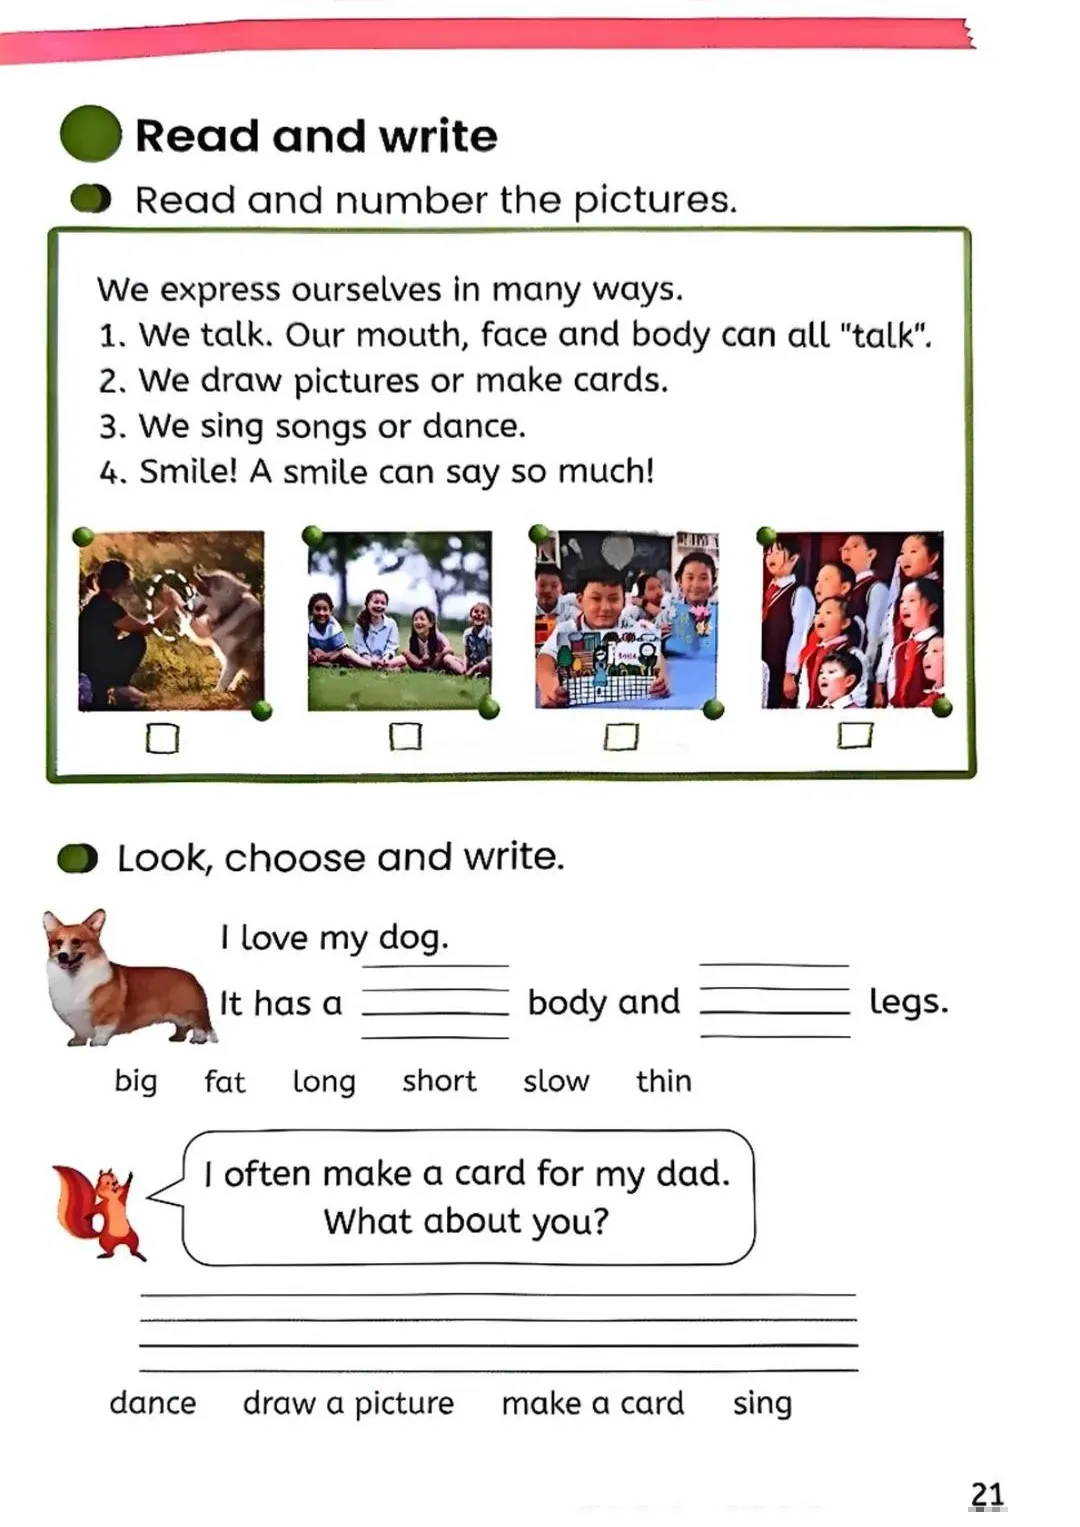 Read and write
Read and number the pictures.
We express ourselves in many ways.
1. We talk. Our mouth, face and body can all "talk".
2. We draw pictures or make cards.
3. We sing songs or dance.
4. Smile! A smile can say so much!
Look, choose and write.
I love my dog.
It has a body and legs.
big fat long short slow thin
I often make a card for my dad.
What about you?
dance draw a picture make a card sing
21